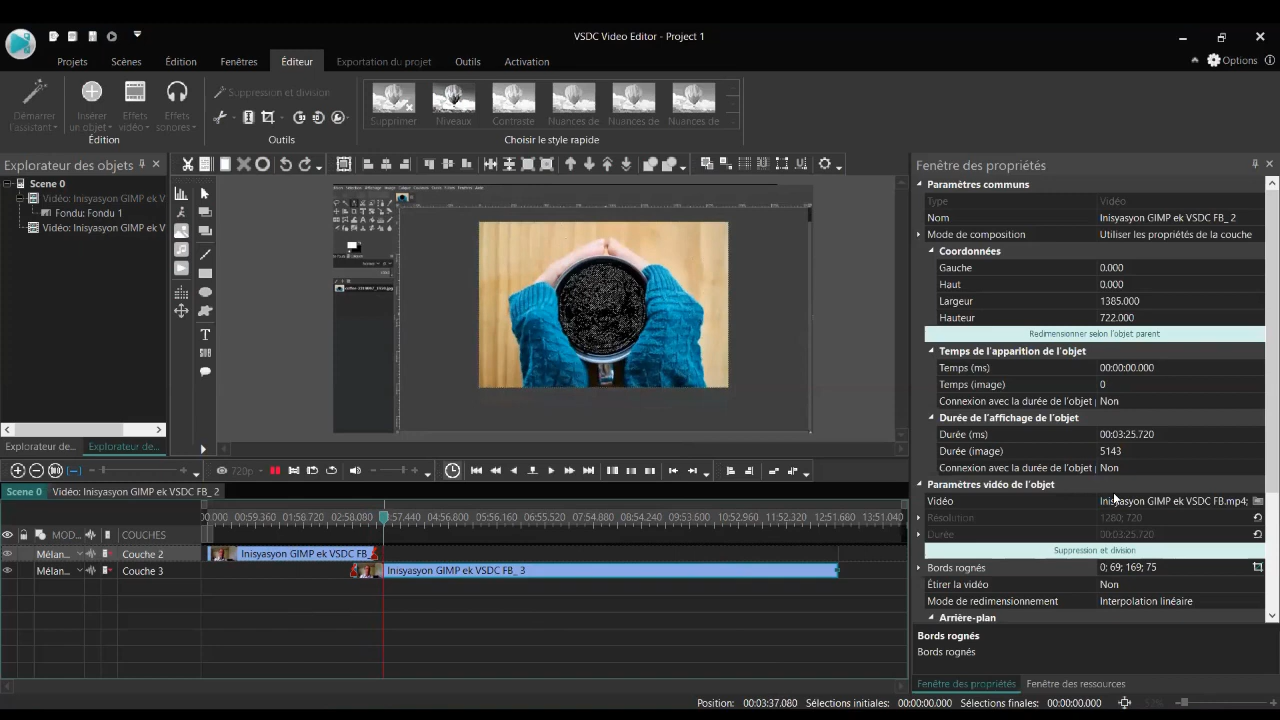 VSDC Video Editor - Project 1
Projets Scènes Édition Fenêtres Éditeur Exportation du projet Outils Activation Options
Démarrer l'assistant Insérer un objet Effets vidéo Effets sonores Suppression et division Supprimer Niveaux Contraste Nuances de Nuances de Nuances de
Édition Outils Choisir le style rapide
Explorateur des objets
Scene 0
Vidéo: Inisyasyon GIMP ek V
Fondu: Fondu 1
Vidéo: Inisyasyon GIMP ek V
Explorateur de... Explorateur de...
Fenêtre des propriétés
Paramètres communs
Type Vidéo
Nom Inisyasyon GIMP ek VSDC FB_ 2
Mode de composition Utiliser les propriétés de la couche
Coordonnées
Gauche 0.000
Haut 0.000
Largeur 1385.000
Hauteur 722.000
Redimensionner selon l'objet parent
Temps de l'apparition de l'objet
Temps (ms) 00:00:00.000
Temps (image) 0
Connexion avec la durée de l'objet Non
Durée de l'affichage de l'objet
Durée (ms) 00:03:25.720
Durée (image) 5143
Connexion avec la durée de l'objet Non
Paramètres vidéo de l'objet
Vidéo Inisyasyon GIMP ek VSDC FB.mp4;
Résolution 1280; 720
Durée 00:03:25.720
Suppression et division
Bords rognés 0; 69; 169; 75
Étirer la vidéo Non
Mode de redimensionnement Interpolation linéaire
Arrière-plan
Bords rognés
Bords rognés
Fenêtre des propriétés Fenêtre des ressources
720p
Scene 0 Vidéo: Inisyasyon GIMP ek VSDC FB_ 2
00.000 00:59.360 01:58.720 02:58.080 :57.440 04:56.800 05:56.160 06:55.520 07:54.880 08:54.240 09:53.600 10:52.960 11:52.320 12:51.680 13:51.040
MOD... COUCHES
Mélan... Couche 2 Inisyasyon GIMP ek VSDC FB_
Mélan... Couche 3 Inisyasyon GIMP ek VSDC FB_ 3
Position: 00:03:37.080 Sélections initiales: 00:00:00.000 Sélections finales: 00:00:00.000